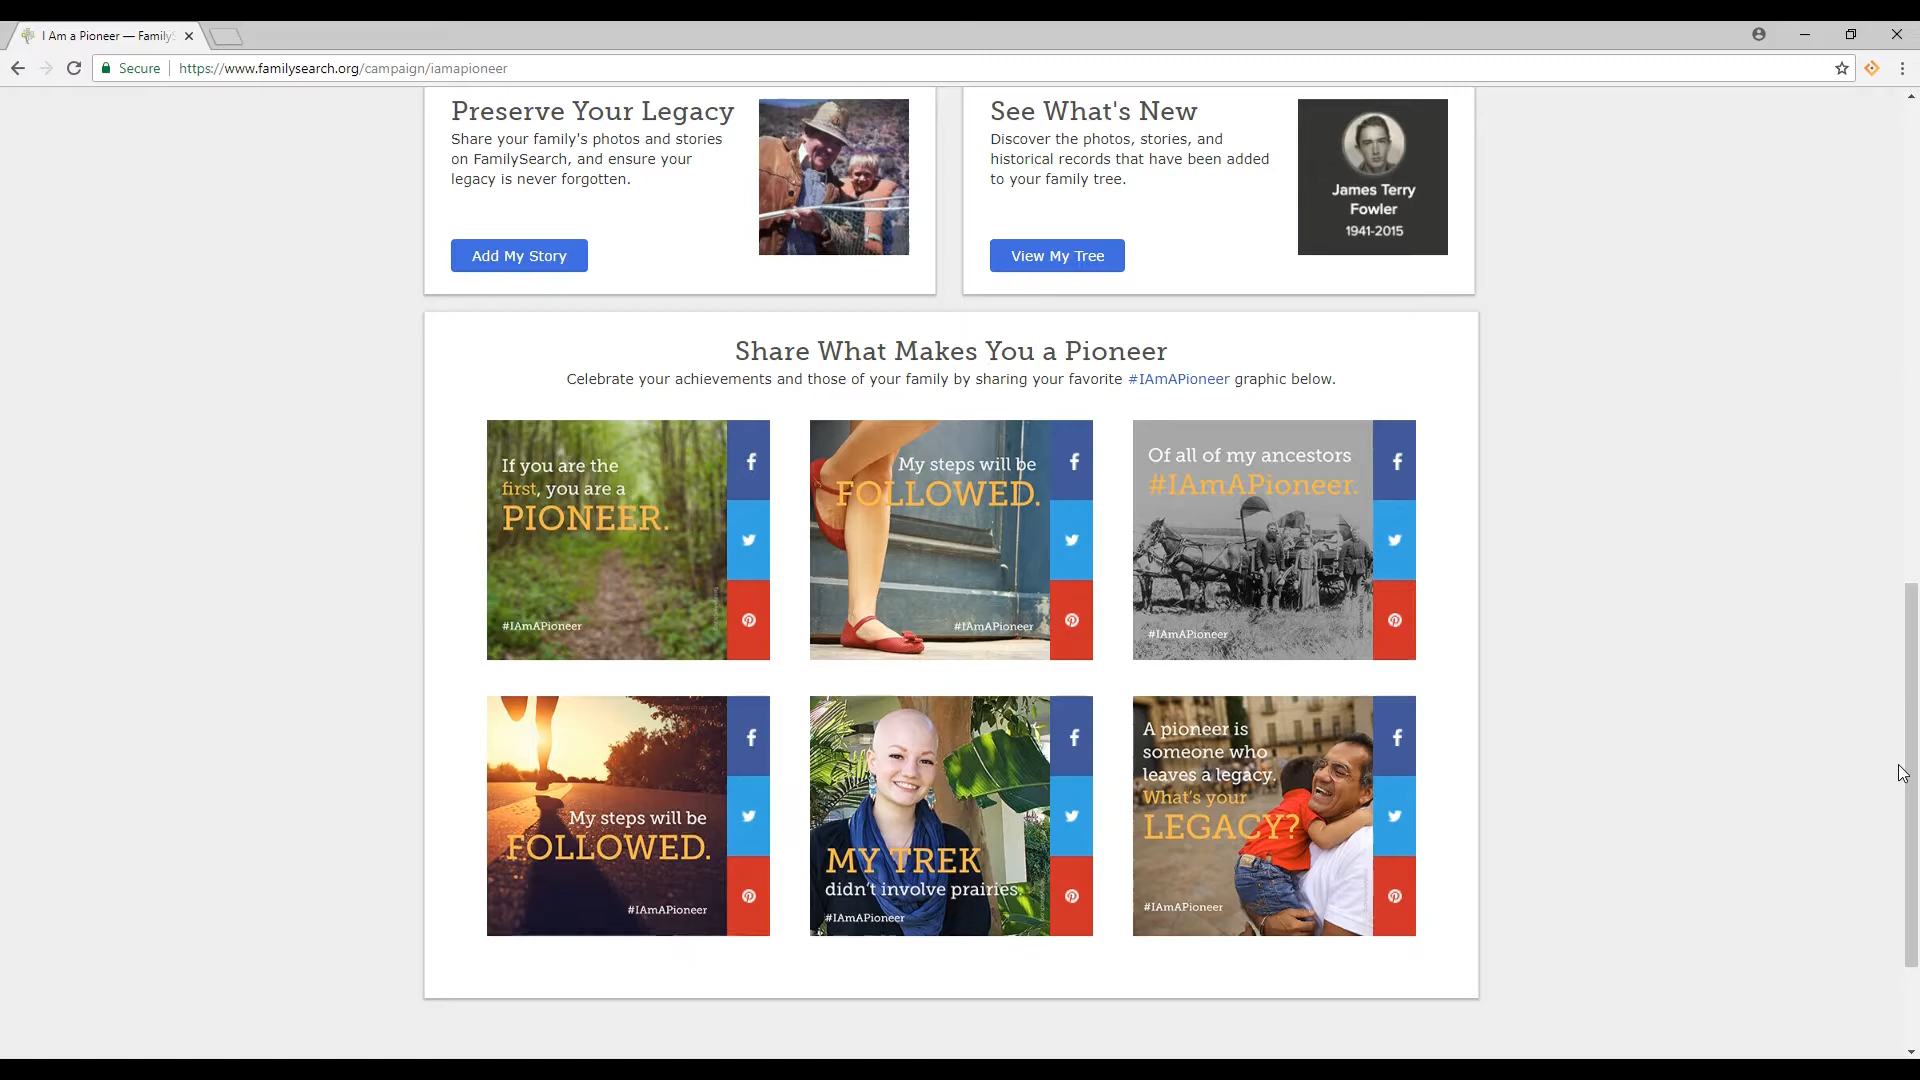 I Am a Pioneer — Family
Secure https://www.familysearch.org/campaign/iamapioneer
Preserve Your Legacy
Share your family's photos and stories
on FamilySearch, and ensure your
legacy is never forgotten.
Add My Story
See What's New
Discover the photos, stories, and
historical records that have been added
to your family tree.
View My Tree
James Terry
Fowler
1941-2015
Share What Makes You a Pioneer
Celebrate your achievements and those of your family by sharing your favorite #IAmAPioneer graphic below.
If you are the
first, you are a
PIONEER.
#IAmAPioneer
My steps will be
FOLLOWED.
#IAmAPioneer
Of all of my ancestors
#IAmAPioneer.
#IAmAPioneer
My steps will be
FOLLOWED.
#IAmAPioneer
MY TREK
didn't involve prairies.
#IAmAPioneer
A pioneer is
someone who
leaves a legacy.
What's your
LEGACY?
#IAmAPioneer